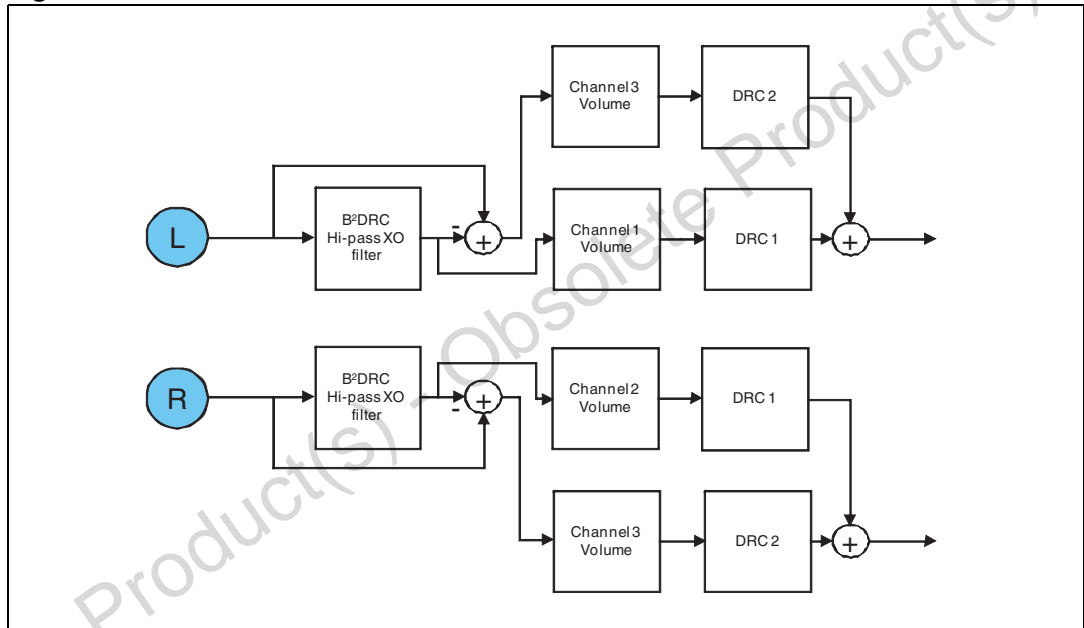 Channel 3
Volume
DRC 2
L
B²DRC
Hi-pass XO
filter
-
+
Channel 1
Volume
DRC 1
+
R
B²DRC
Hi-pass XO
filter
-
+
Channel 2
Volume
DRC 1
Channel 3
Volume
DRC 2
+
Product(s) - Obsolete Product(s)